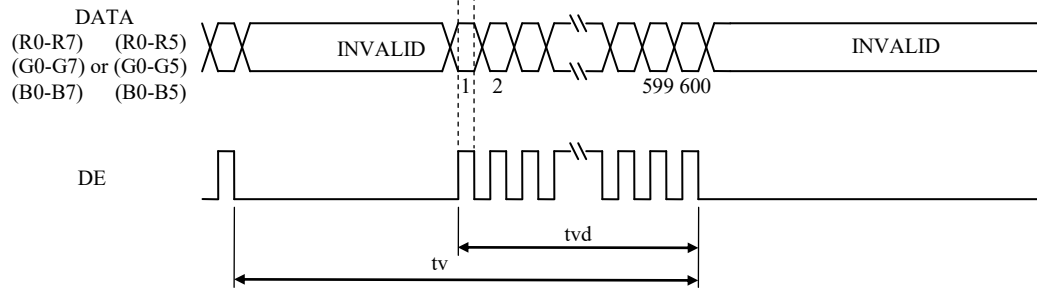 DATA
(R0-R7) (R0-R5)
(G0-G7) or (G0-G5)
(B0-B7) (B0-B5)
INVALID
INVALID
1 2 599 600
DE
tvd
tv